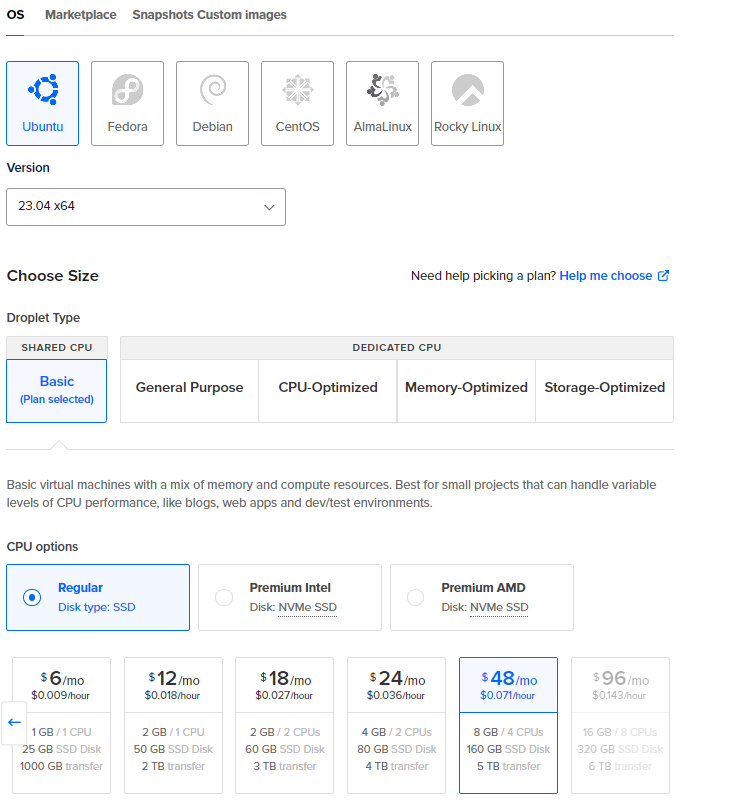 OS Marketplace Snapshots Custom images
Ubuntu Fedora Debian CentOS AlmaLinux Rocky Linux
Version
23.04 x64
Choose Size
Need help picking a plan? Help me choose
Droplet Type
SHARED CPU
DEDICATED CPU
Basic
(Plan selected)
General Purpose
CPU-Optimized
Memory-Optimized
Storage-Optimized
Basic virtual machines with a mix of memory and compute resources. Best for small projects that can handle variable
levels of CPU performance, like blogs, web apps and dev/test environments.
CPU options
Regular
Disk type: SSD
Premium Intel
Disk: NVMe SSD
Premium AMD
Disk: NVMe SSD
$6/mo
$0.009/hour
1 GB / 1 CPU
25 GB SSD Disk
1000 GB transfer
$12/mo
$0.018/hour
2 GB / 1 CPU
50 GB SSD Disk
2 TB transfer
$18/mo
$0.027/hour
2 GB / 2 CPUs
60 GB SSD Disk
3 TB transfer
$24/mo
$0.036/hour
4 GB / 2 CPUs
80 GB SSD Disk
4 TB transfer
$48/mo
$0.071/hour
8 GB / 4 CPUs
160 GB SSD Disk
5 TB transfer
$96/mo
$0.143/hour
16 GB / 8 CPUs
320 GB SSD Disk
6 TB transfer